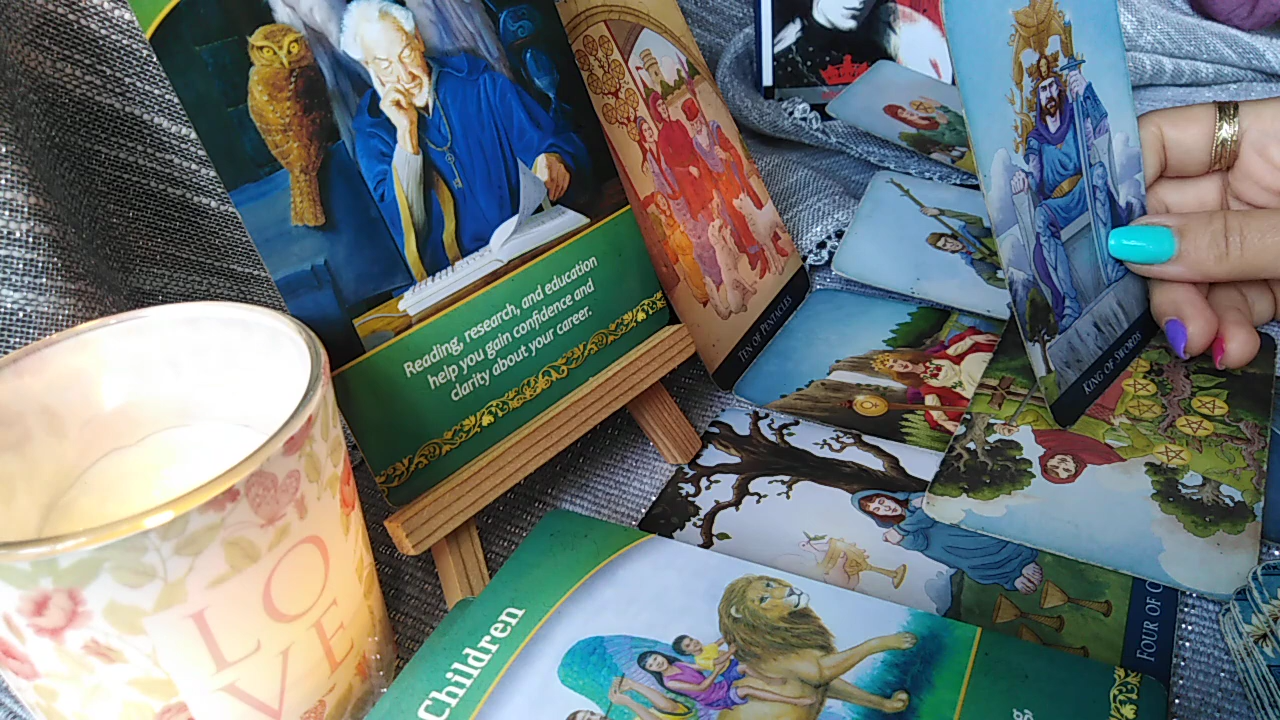 Reading, research, and education
help you gain confidence and
clarity about your career.
TEN OF PENTACLES
KING OF SWORDS
FOUR OF C
Children
LO
VE